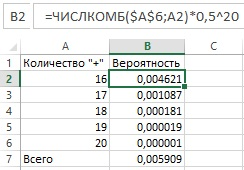 B2 =ЧИСЛКОМБ($A$6;A2)*0,5^20
A B C
1 Количество "+" Вероятность
2 16 0,004621
3 17 0,001087
4 18 0,000181
5 19 0,000019
6 20 0,000001
7 Всего 0,005909